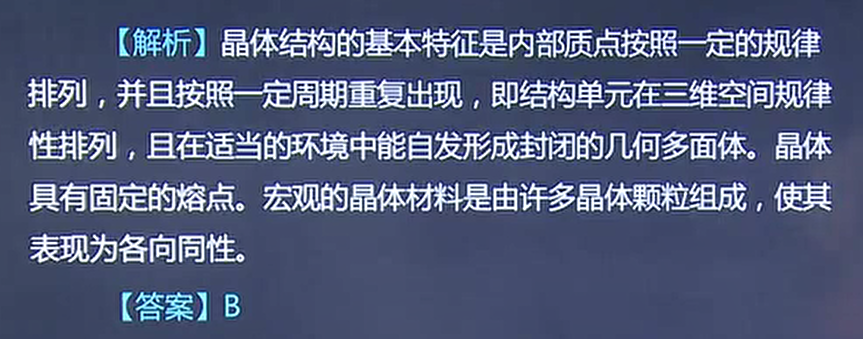 【解析】晶体结构的基本特征是内部质点按照一定的规律
排列，并且按照一定周期重复出现，即结构单元在三维空间规律
性排列，且在适当的环境中能自发形成封闭的几何多面体。晶体
具有固定的熔点。宏观的晶体材料是由许多晶体颗粒组成，使其
表现为各向同性。
【答案】B